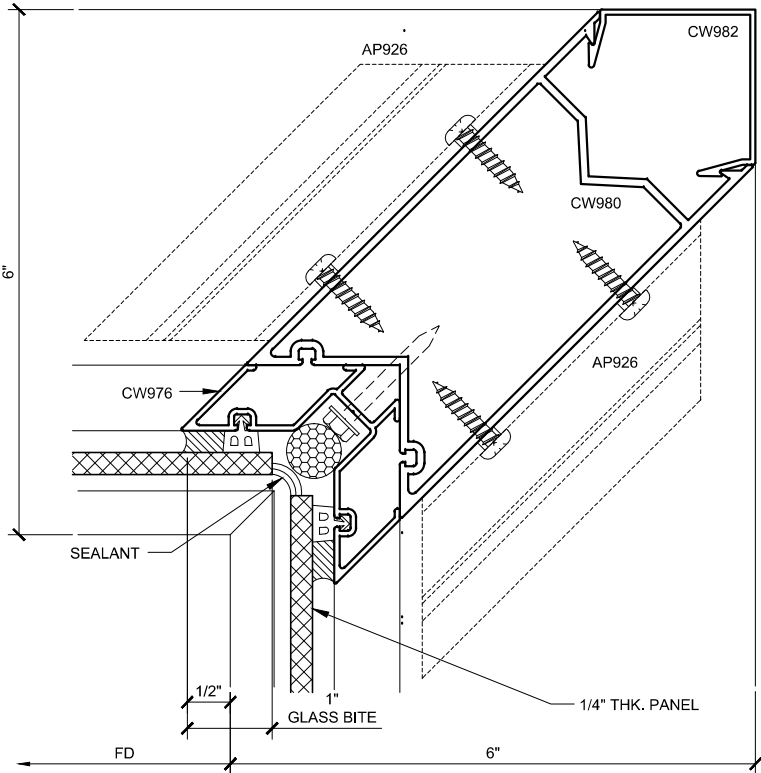 CW982
AP926
6"
CW980
AP926
CW976
SEALANT
1/2"
1"
GLASS BITE
1/4" THK. PANEL
FD
6"